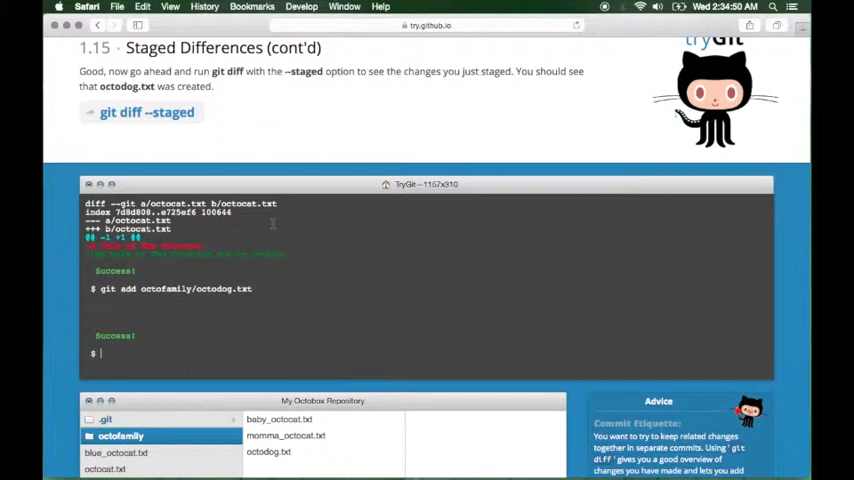 Safari File Edit View History Bookmarks Develop Window Help
Wed 2:34:50 AM
try.github.io
1.15 · Staged Differences (cont'd)
tryGit
Good, now go ahead and run git diff with the --staged option to see the changes you just staged. You should see
that octodog.txt was created.
git diff --staged
TryGit—1157x310
diff --git a/octocat.txt b/octocat.txt
index 7d8d808..e725ef6 100644
--- a/octocat.txt
+++ b/octocat.txt
@@ -1 +1 @@
Success!
$ git add octofamily/octodog.txt
Success!
$
My Octobox Repository
Advice
.git
baby_octocat.txt
octofamily
momma_octocat.txt
blue_octocat.txt
octodog.txt
octocat.txt
Commit Etiquette:
You want to try to keep related changes
together in separate commits. Using 'git
diff' gives you a good overview of
changes you have made and lets you add